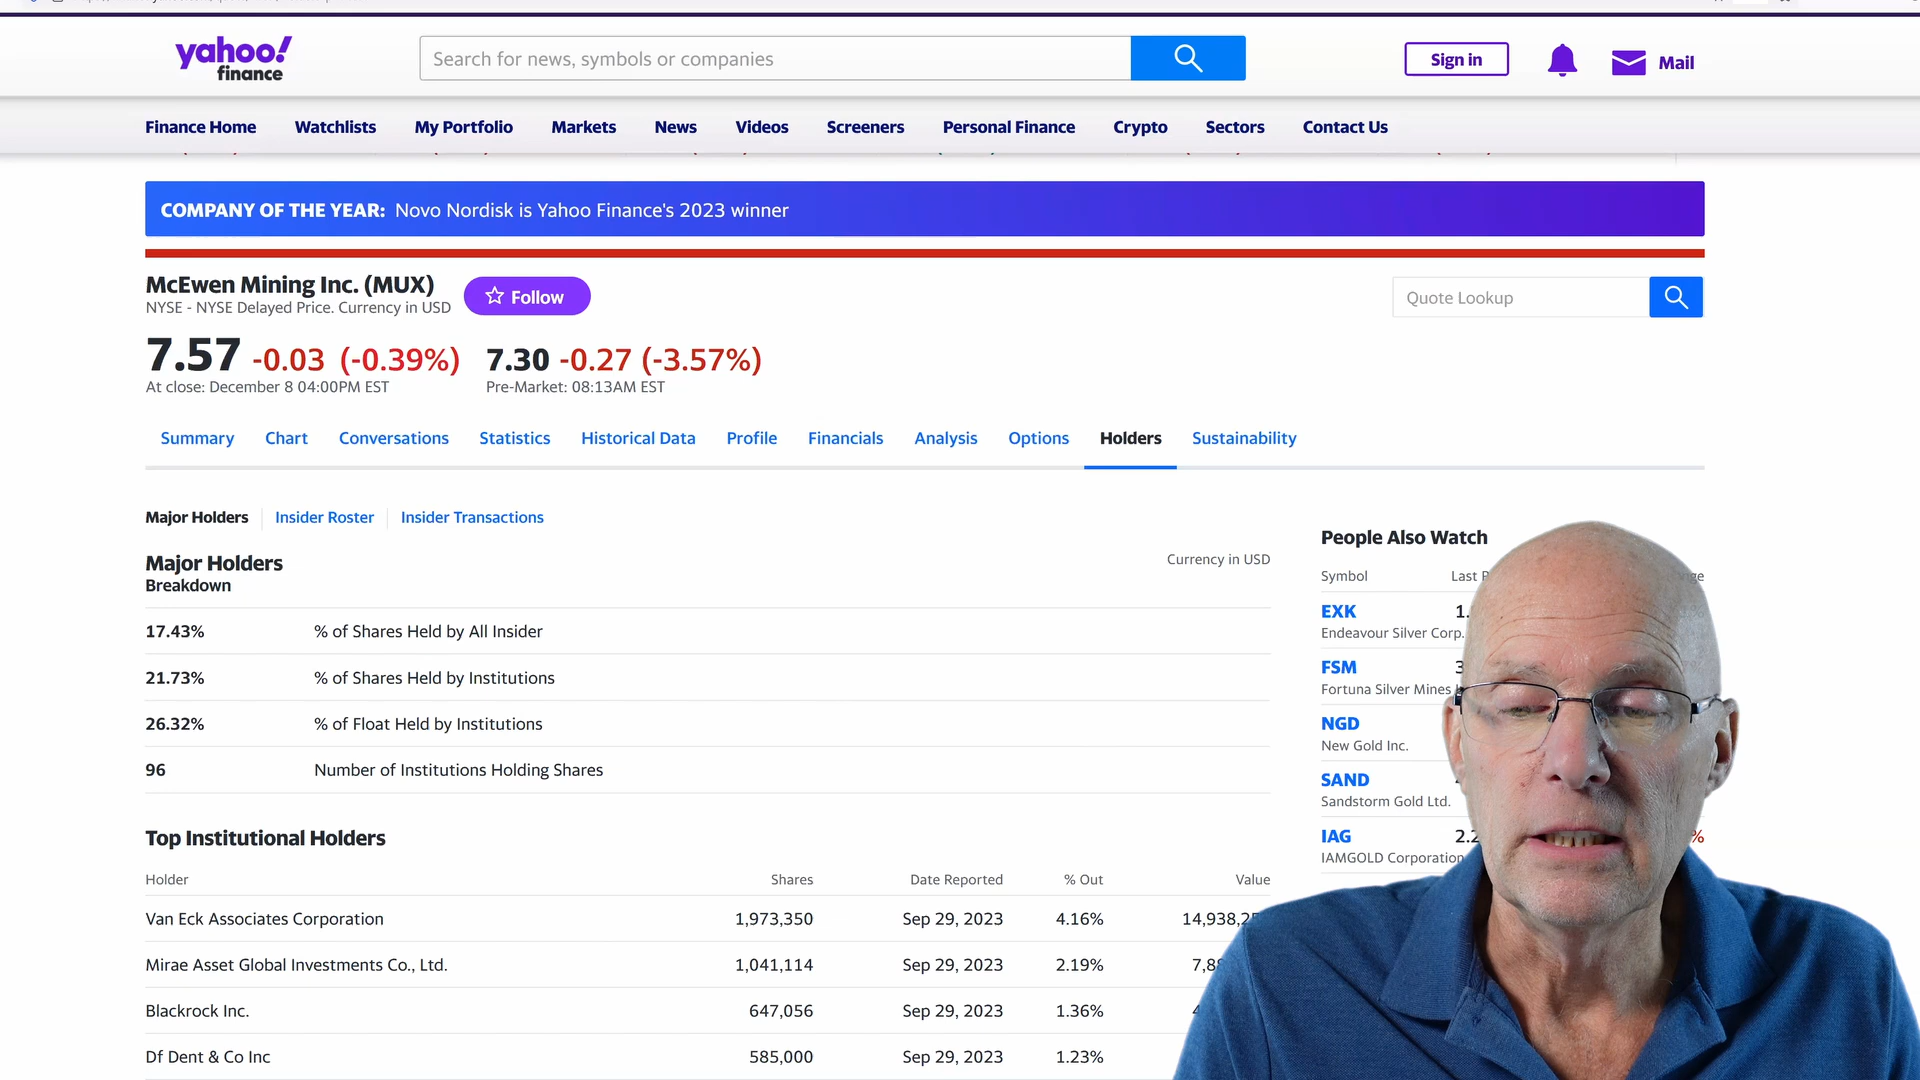 yahoo!
finance
Search for news, symbols or companies
Sign in
Mail
Finance Home Watchlists My Portfolio Markets News Videos Screeners Personal Finance Crypto Sectors Contact Us
COMPANY OF THE YEAR: Novo Nordisk is Yahoo Finance's 2023 winner
McEwen Mining Inc. (MUX)
NYSE - NYSE Delayed Price. Currency in USD
Follow
Quote Lookup
7.57 -0.03 (-0.39%) 7.30 -0.27 (-3.57%)
At close: December 8 04:00PM EST Pre-Market: 08:13AM EST
Summary Chart Conversations Statistics Historical Data Profile Financials Analysis Options Holders Sustainability
Major Holders Insider Roster Insider Transactions
Major Holders
Currency in USD
Breakdown
17.43% % of Shares Held by All Insider
21.73% % of Shares Held by Institutions
26.32% % of Float Held by Institutions
96 Number of Institutions Holding Shares
Top Institutional Holders
Holder Shares Date Reported % Out Value
Van Eck Associates Corporation 1,973,350 Sep 29, 2023 4.16% 14,938,2
Mirae Asset Global Investments Co., Ltd. 1,041,114 Sep 29, 2023 2.19% 7,8
Blackrock Inc. 647,056 Sep 29, 2023 1.36%
Df Dent & Co Inc 585,000 Sep 29, 2023 1.23%
People Also Watch
Symbol Last
EXK 1.
Endeavour Silver Corp.
FSM 3
Fortuna Silver Mines
NGD
New Gold Inc.
SAND
Sandstorm Gold Ltd.
IAG 2.2 %
IAMGOLD Corporation